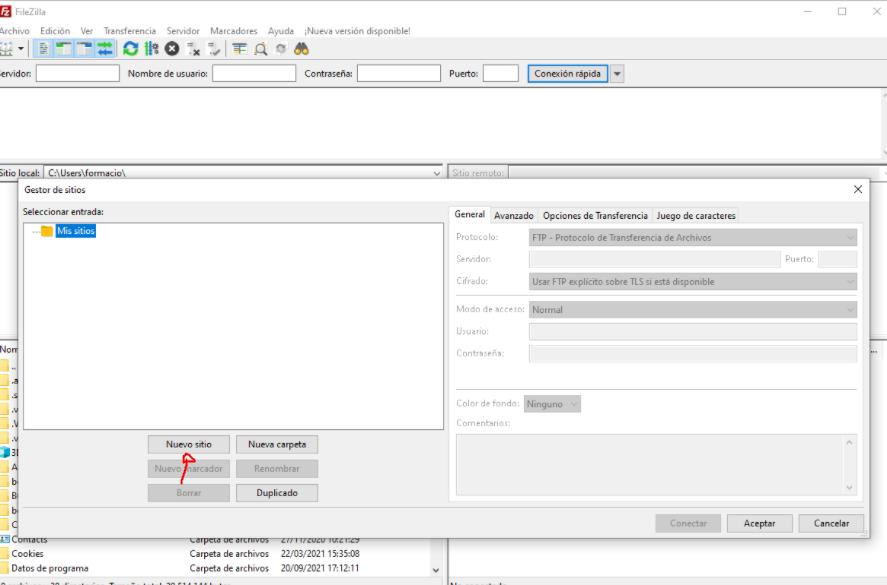 FileZilla
Archivo Edición Ver Transferencia Servidor Marcadores Ayuda ¡Nueva versión disponible!
Servidor: Nombre de usuario: Contraseña: Puerto: Conexión rápida
Sitio local: C:\Users\formacio\ Sitio remoto:
Gestor de sitios
Seleccionar entrada:
Mis sitios
General Avanzado Opciones de Transferencia Juego de caracteres
Protocolo: FTP - Protocolo de Transferencia de Archivos
Servidor: Puerto:
Cifrado: Usar FTP explícito sobre TLS si está disponible
Modo de acceso: Normal
Usuario:
Contraseña:
Color de fondo: Ninguno
Comentarios:
Nuevo sitio Nueva carpeta
Nuevo marcador Renombrar
Borrar Duplicado
Conectar Aceptar Cancelar
Contacts Carpeta de archivos 27/11/2020 10:21:29
Cookies Carpeta de archivos 22/03/2021 15:35:08
Datos de programa Carpeta de archivos 20/09/2021 17:12:11